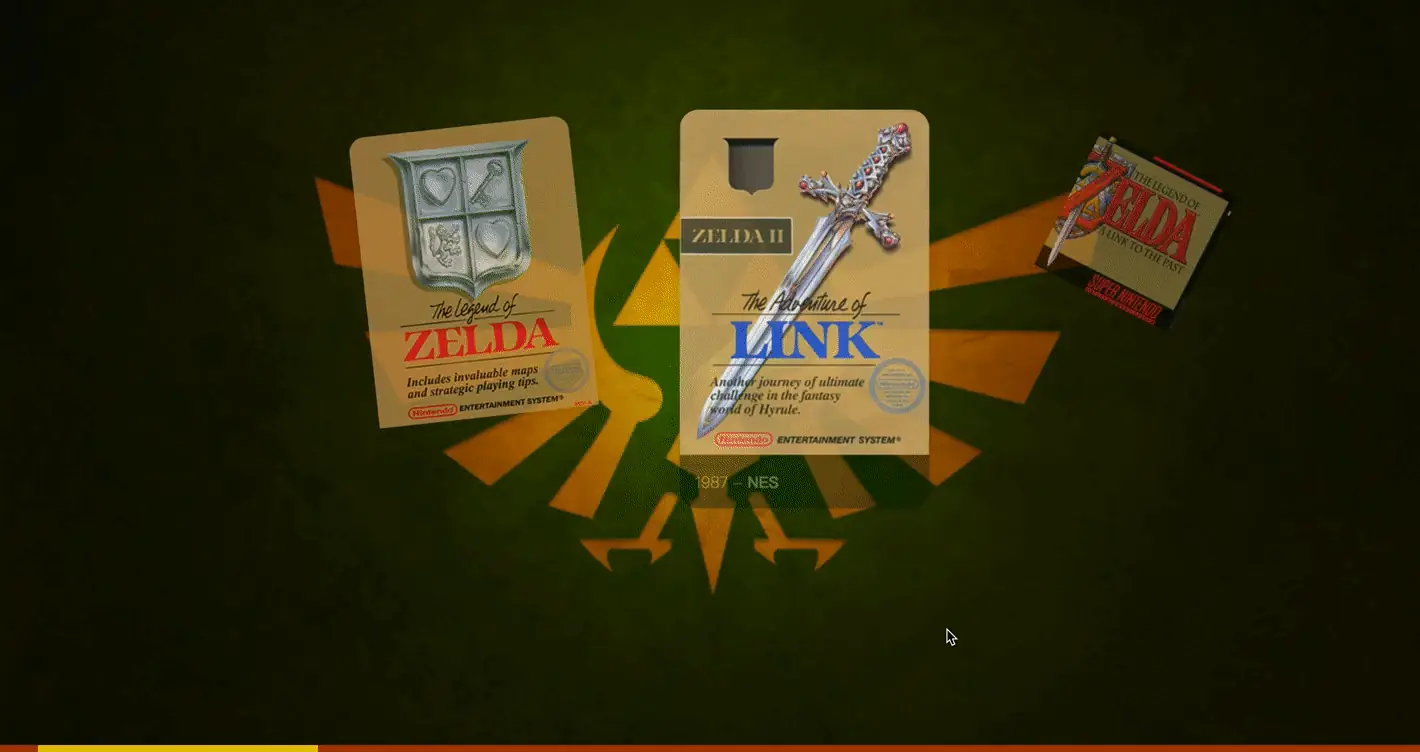 The Legend of
ZELDA
Includes invaluable maps
and strategic playing tips.
Nintendo ENTERTAINMENT SYSTEM®
ZELDA II
The Adventure of
LINK™
Another journey of ultimate
challenge in the fantasy
world of Hyrule.
Nintendo ENTERTAINMENT SYSTEM®
1987 – NES
THE LEGEND OF
ZELDA
A LINK TO THE PAST
SUPER NINTENDO